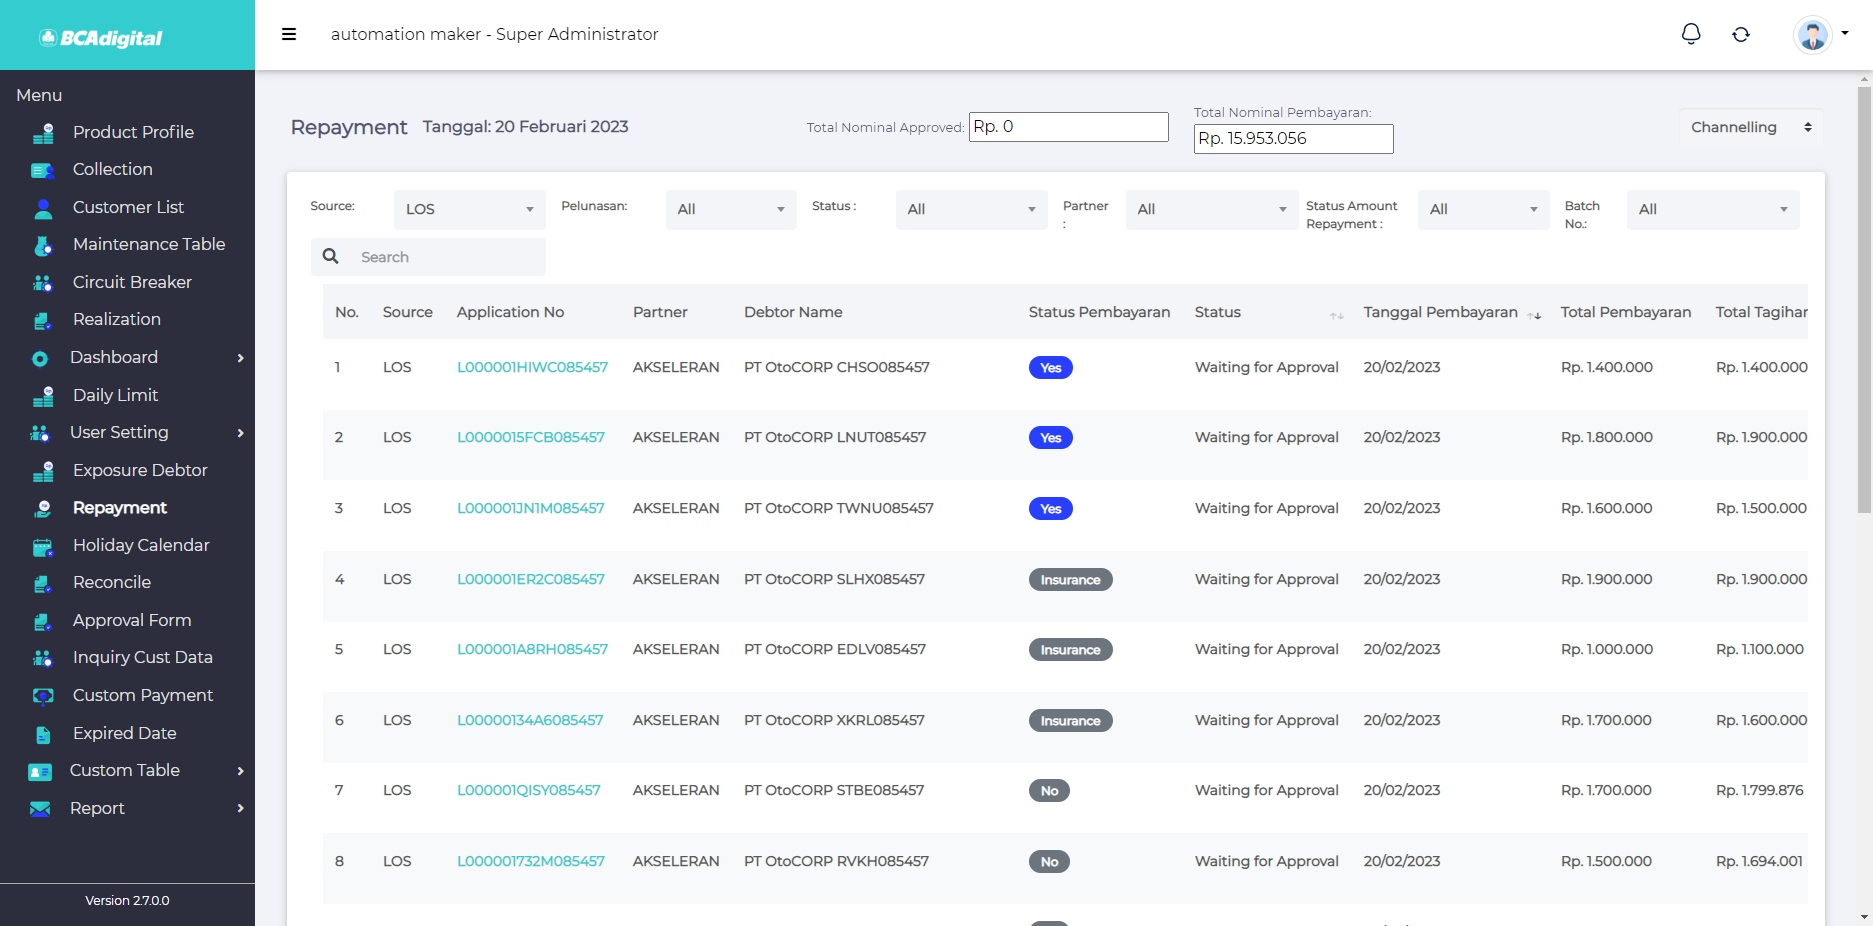 BCAdigital
automation maker - Super Administrator
Menu
Product Profile
Collection
Customer List
Maintenance Table
Circuit Breaker
Realization
Dashboard
Daily Limit
User Setting
Exposure Debtor
Repayment
Holiday Calendar
Reconcile
Approval Form
Inquiry Cust Data
Custom Payment
Expired Date
Custom Table
Report
Version 2.7.0.0
Repayment Tanggal: 20 Februari 2023
Total Nominal Approved: Rp. 0
Total Nominal Pembayaran:
Rp. 15.953.056
Channelling
Source: LOS Pelunasan: All Status : All Partner : All Status Amount Repayment : All Batch No.: All
Search
No. Source Application No Partner Debtor Name Status Pembayaran Status Tanggal Pembayaran Total Pembayaran Total Tagihar
1 LOS L000001HIWC085457 AKSELERAN PT OtoCORP CHSO085457 Yes Waiting for Approval 20/02/2023 Rp. 1.400.000 Rp. 1.400.000
2 LOS L0000015FCB085457 AKSELERAN PT OtoCORP LNUT085457 Yes Waiting for Approval 20/02/2023 Rp. 1.800.000 Rp. 1.900.000
3 LOS L000001JN1M085457 AKSELERAN PT OtoCORP TWNU085457 Yes Waiting for Approval 20/02/2023 Rp. 1.600.000 Rp. 1.500.000
4 LOS L000001ER2C085457 AKSELERAN PT OtoCORP SLHX085457 Insurance Waiting for Approval 20/02/2023 Rp. 1.900.000 Rp. 1.900.000
5 LOS L000001A8RH085457 AKSELERAN PT OtoCORP EDLV085457 Insurance Waiting for Approval 20/02/2023 Rp. 1.000.000 Rp. 1.100.000
6 LOS L00000134A6085457 AKSELERAN PT OtoCORP XKRL085457 Insurance Waiting for Approval 20/02/2023 Rp. 1.700.000 Rp. 1.600.000
7 LOS L000001QISY085457 AKSELERAN PT OtoCORP STBE085457 No Waiting for Approval 20/02/2023 Rp. 1.700.000 Rp. 1.799.876
8 LOS L000001732M085457 AKSELERAN PT OtoCORP RVKH085457 No Waiting for Approval 20/02/2023 Rp. 1.500.000 Rp. 1.694.001